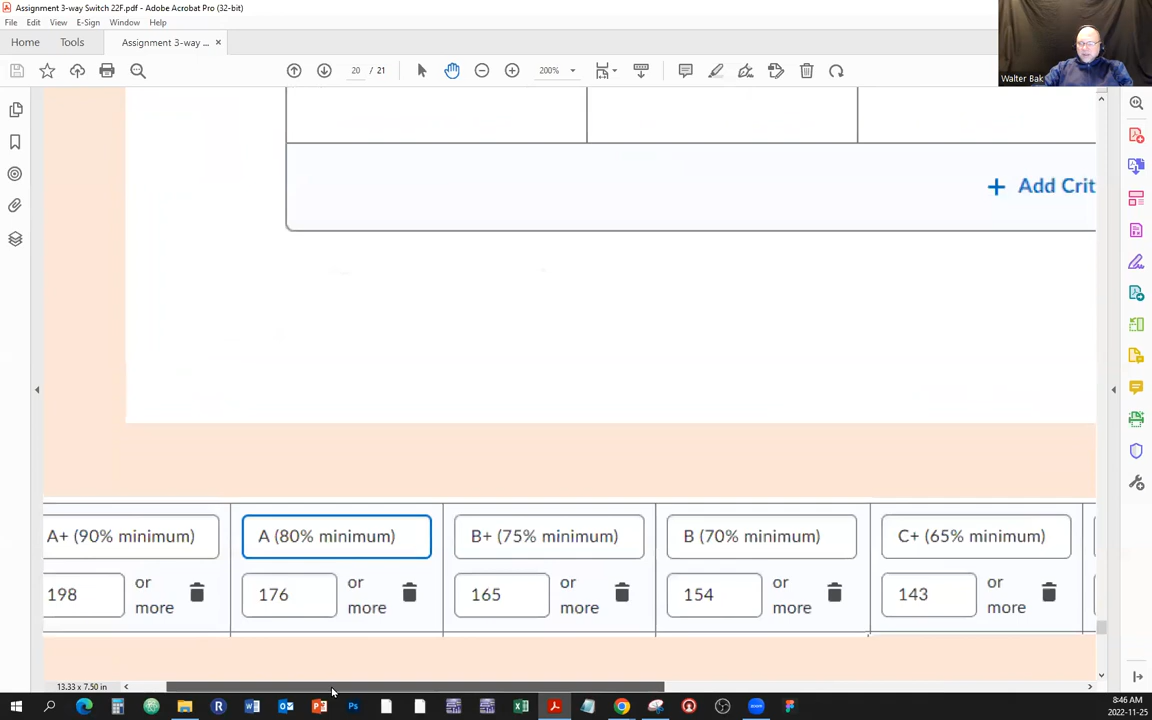 Assignment 3-way Switch 22F.pdf - Adobe Acrobat Pro (32-bit)
File Edit View E-Sign Window Help
Home Tools Assignment 3-way ... ×
20 / 21 200%
Walter Bak
+ Add Crit
A+ (90% minimum) A (80% minimum) B+ (75% minimum) B (70% minimum) C+ (65% minimum)
198 or more 176 or more 165 or more 154 or more 143 or more
13.33 x 7.50 in
8:46 AM
2022-11-25